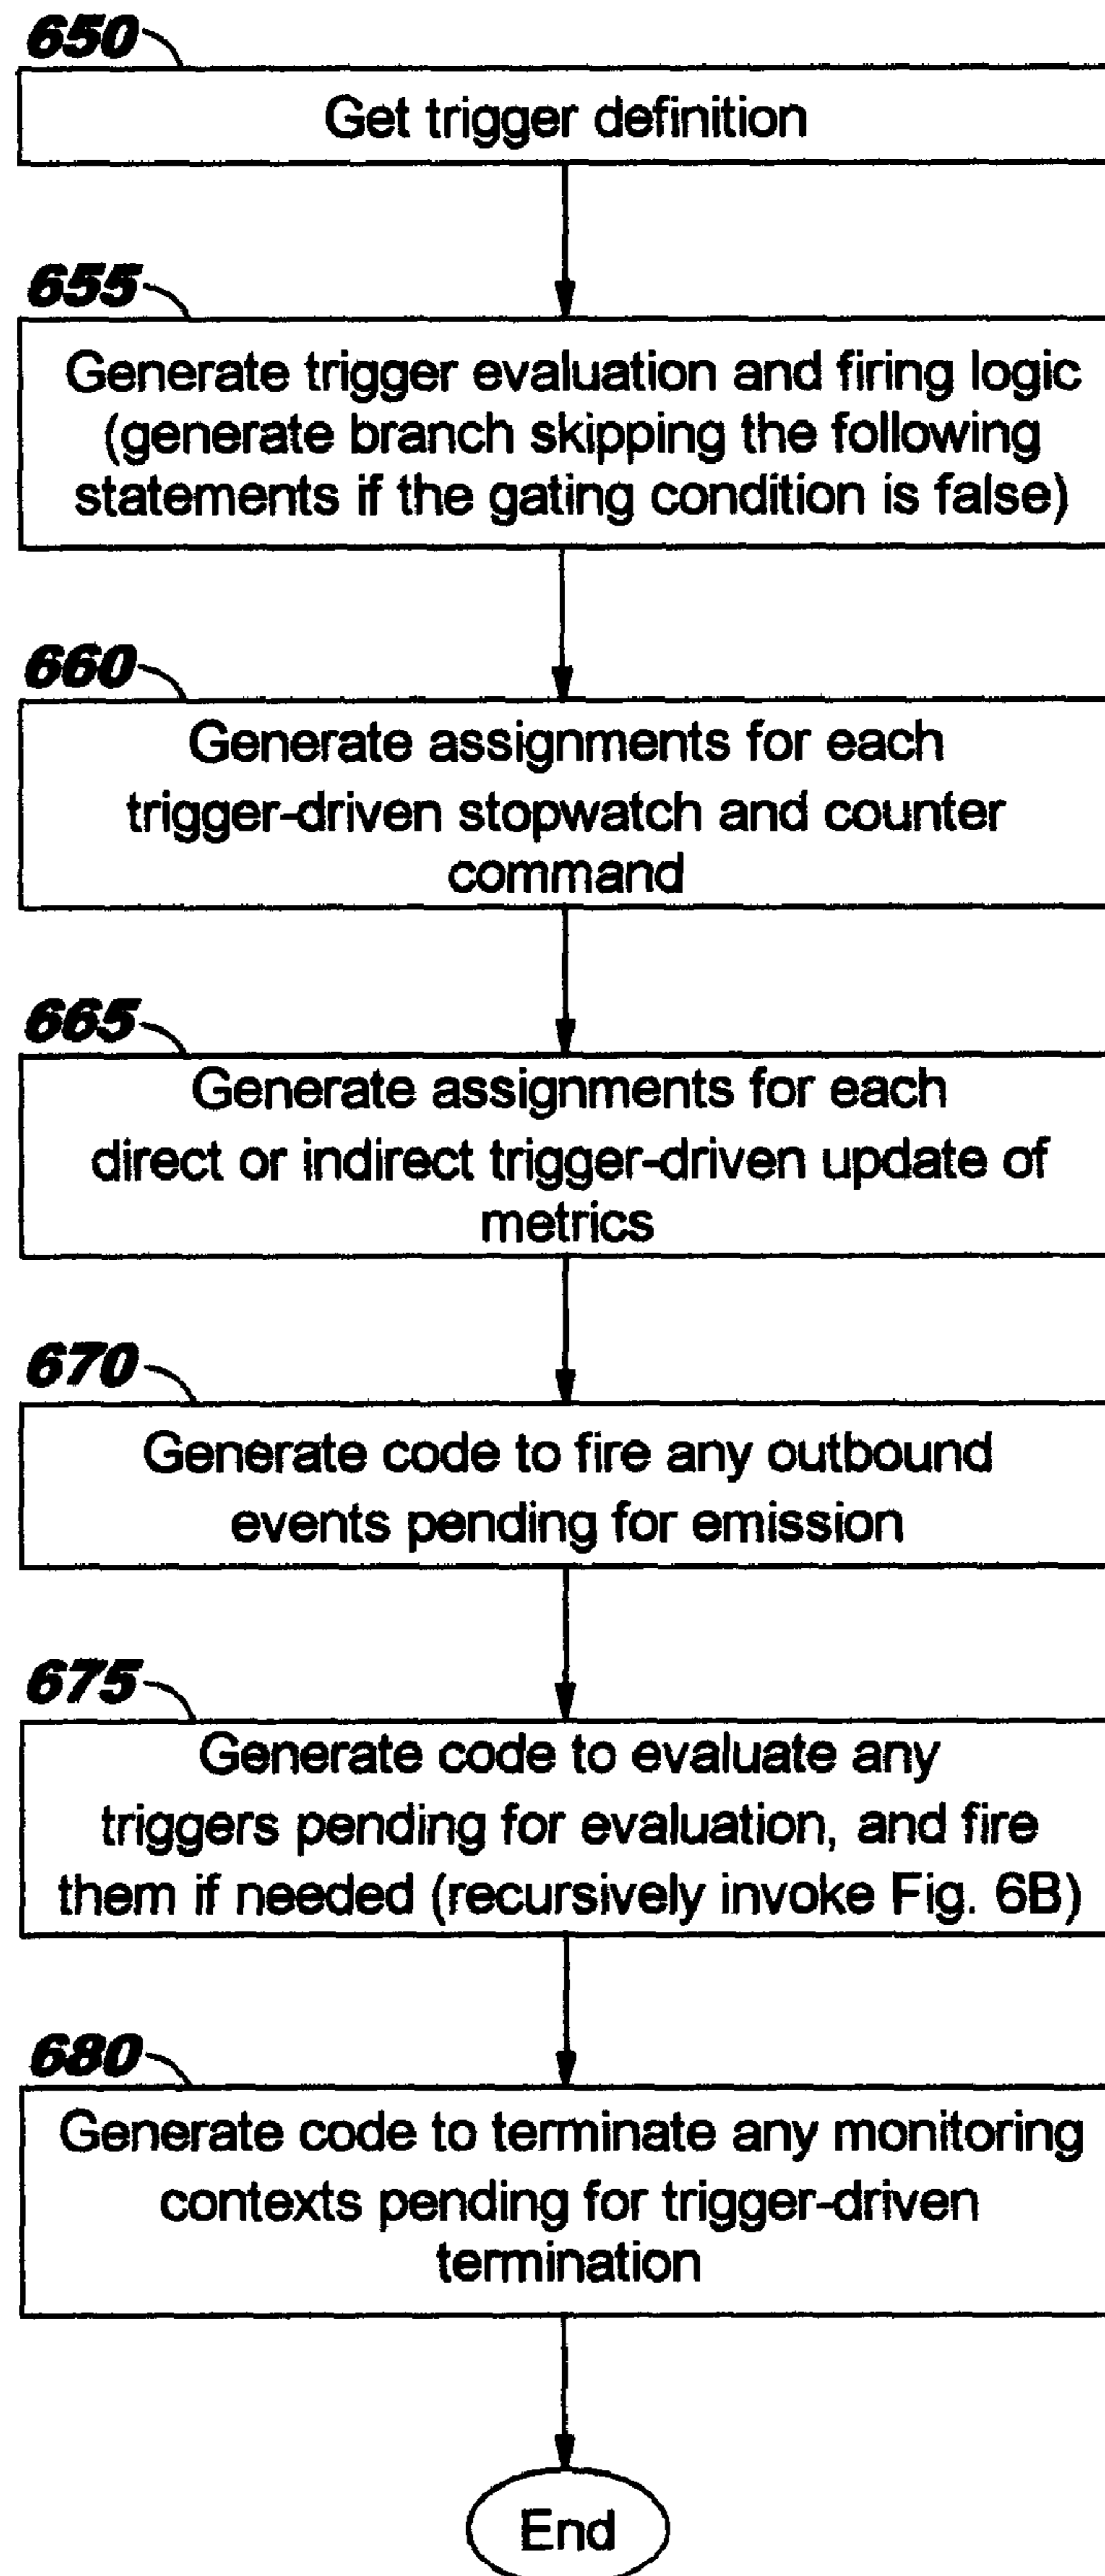 650
Get trigger definition
655
Generate trigger evaluation and firing logic
(generate branch skipping the following
statements if the gating condition is false)
660
Generate assignments for each
trigger-driven stopwatch and counter
command
665
Generate assignments for each
direct or indirect trigger-driven update of
metrics
670
Generate code to fire any outbound
events pending for emission
675
Generate code to evaluate any
triggers pending for evaluation, and fire
them if needed (recursively invoke Fig. 6B)
680
Generate code to terminate any monitoring
contexts pending for trigger-driven
termination
End